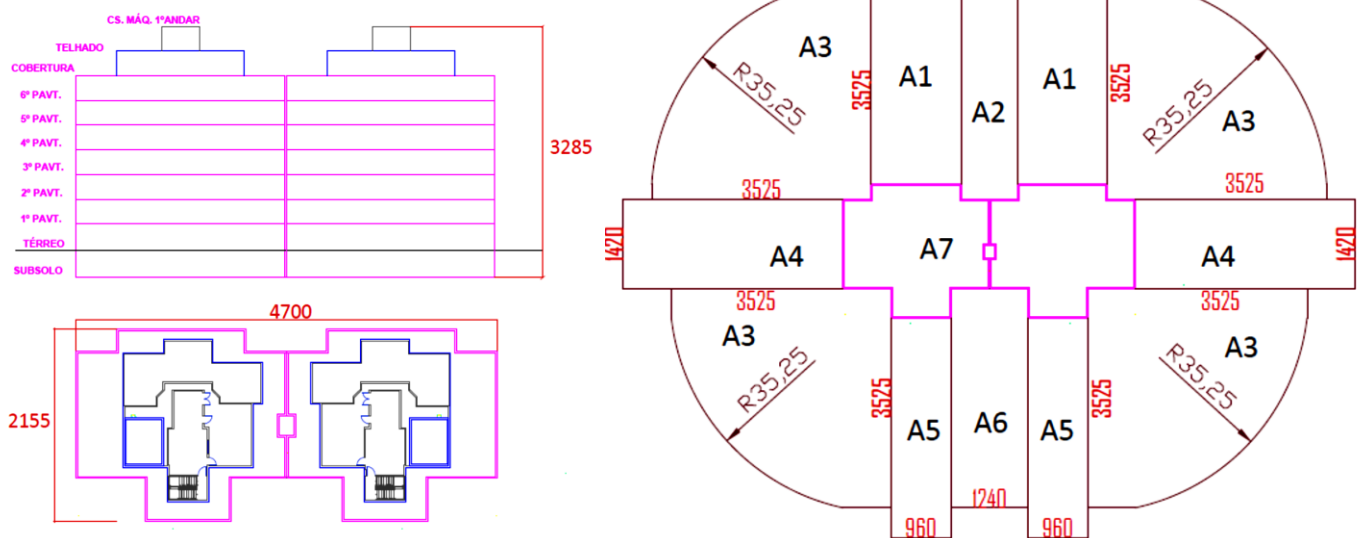 CS. MÁQ. 1ºANDAR
TELHADO
COBERTURA
6º PAVT.
5º PAVT.
4º PAVT.
3º PAVT.
2º PAVT.
1º PAVT.
TÉRREO
SUBSOLO
3285
4700
2155
A3
R35,25
3525
A1
A2
A1
3525
R35,25
A3
3525
3525
1420
A4
A7
A4
1420
3525
3525
A3
R35,25
3525
A5
A6
A5
3525
R35,25
A3
1240
960
960